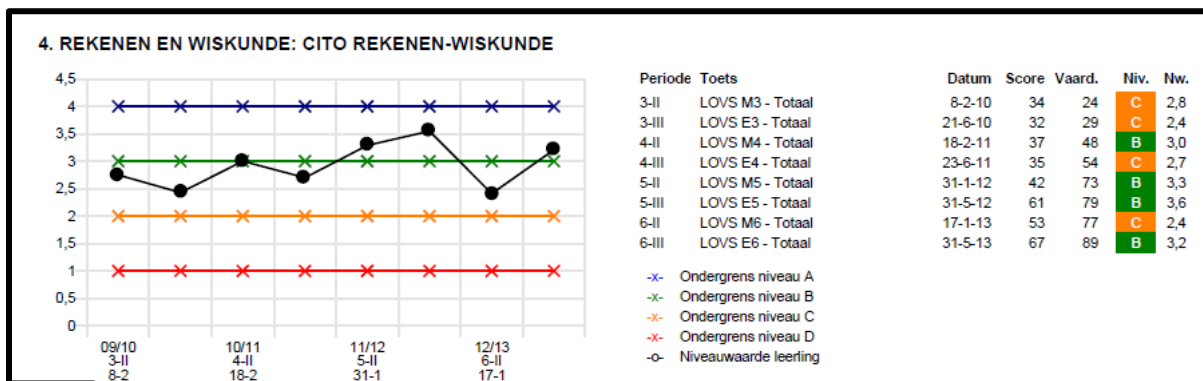 4. REKENEN EN WISKUNDE: CITO REKENEN-WISKUNDE
4,5
4
3,5
3
2,5
2
1,5
1
0,5
0
09/10 10/11 11/12 12/13
3-II 4-II 5-II 6-II
8-2 18-2 31-1 17-1
Periode Toets Datum Score Vaard. Niv. Nw.
3-II LOVS M3 - Totaal 8-2-10 34 24 C 2,8
3-III LOVS E3 - Totaal 21-6-10 32 29 C 2,4
4-II LOVS M4 - Totaal 18-2-11 37 48 B 3,0
4-III LOVS E4 - Totaal 23-6-11 35 54 C 2,7
5-II LOVS M5 - Totaal 31-1-12 42 73 B 3,3
5-III LOVS E5 - Totaal 31-5-12 61 79 B 3,6
6-II LOVS M6 - Totaal 17-1-13 53 77 C 2,4
6-III LOVS E6 - Totaal 31-5-13 67 89 B 3,2
-x- Ondergrens niveau A
-x- Ondergrens niveau B
-x- Ondergrens niveau C
-x- Ondergrens niveau D
-o- Niveauwaarde leerling